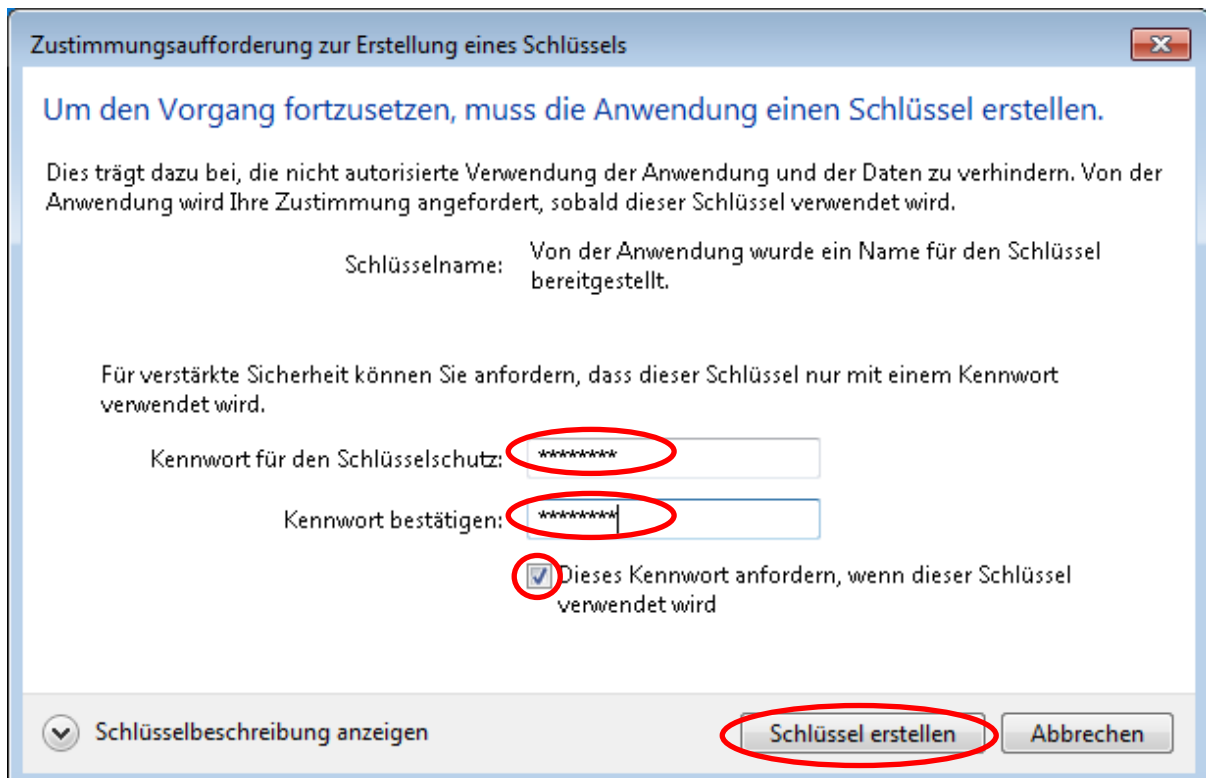 Zustimmungsaufforderung zur Erstellung eines Schlüssels
Um den Vorgang fortzusetzen, muss die Anwendung einen Schlüssel erstellen.
Dies trägt dazu bei, die nicht autorisierte Verwendung der Anwendung und der Daten zu verhindern. Von der
Anwendung wird Ihre Zustimmung angefordert, sobald dieser Schlüssel verwendet wird.
Schlüsselname: Von der Anwendung wurde ein Name für den Schlüssel
bereitgestellt.
Für verstärkte Sicherheit können Sie anfordern, dass dieser Schlüssel nur mit einem Kennwort
verwendet wird.
Kennwort für den Schlüsselschutz: ********
Kennwort bestätigen: ********
Dieses Kennwort anfordern, wenn dieser Schlüssel
verwendet wird
Schlüsselbeschreibung anzeigen Schlüssel erstellen Abbrechen